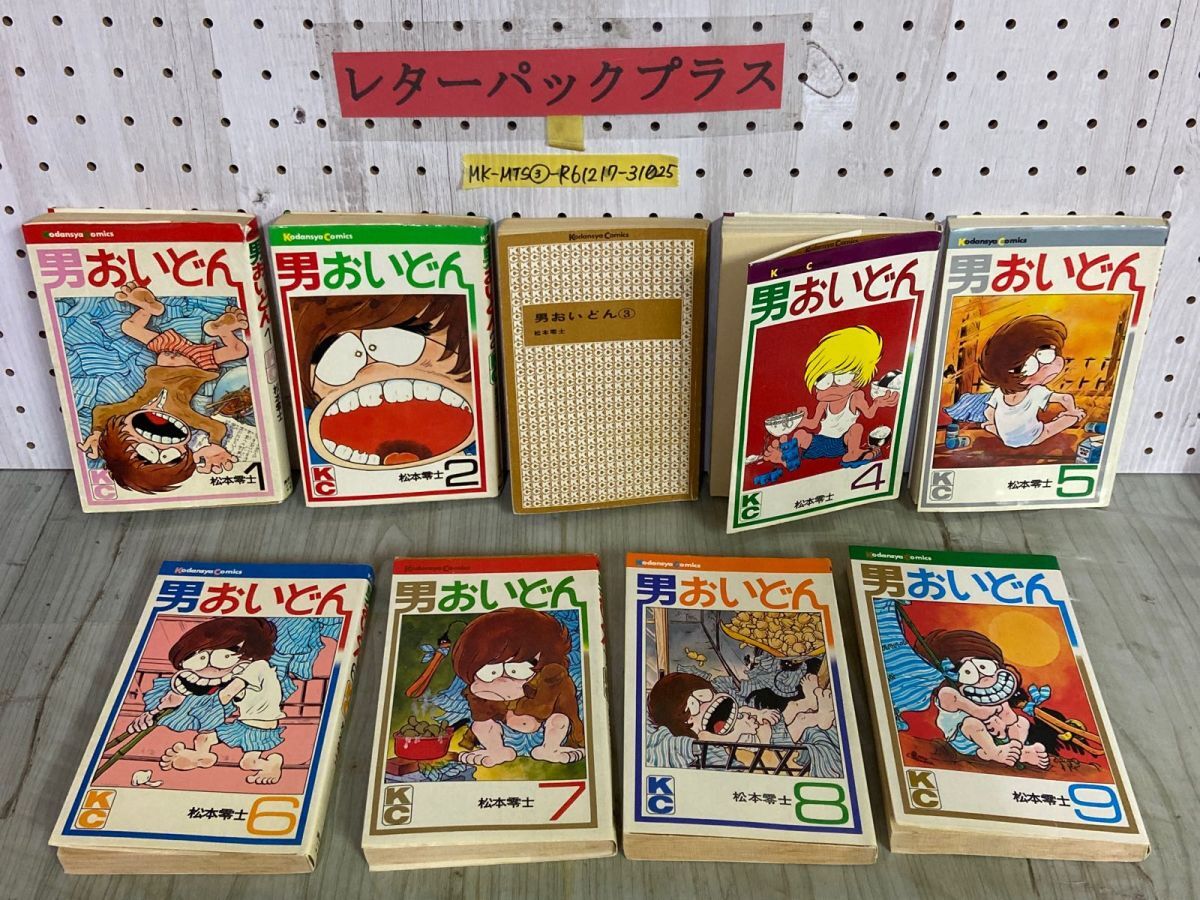 レターパックプラス
MK-MTS③-R61217-31025
Kodansya Comics
男おいどん
KC
松本零士
1
Kodansya Comics
男おいどん
KC
松本零士
2
Kodansya Comics
男おいどん③
松本零士
男おいどん
KC
松本零士
4
Kodansya Comics
男おいどん
KC
松本零士
5
Kodansya Comics
男おいどん
KC
松本零士
6
Kodansya Comics
男おいどん
KC
松本零士
7
Kodansya Comics
男おいどん
KC
松本零士
8
Kodansya Comics
男おいどん
KC
松本零士
9